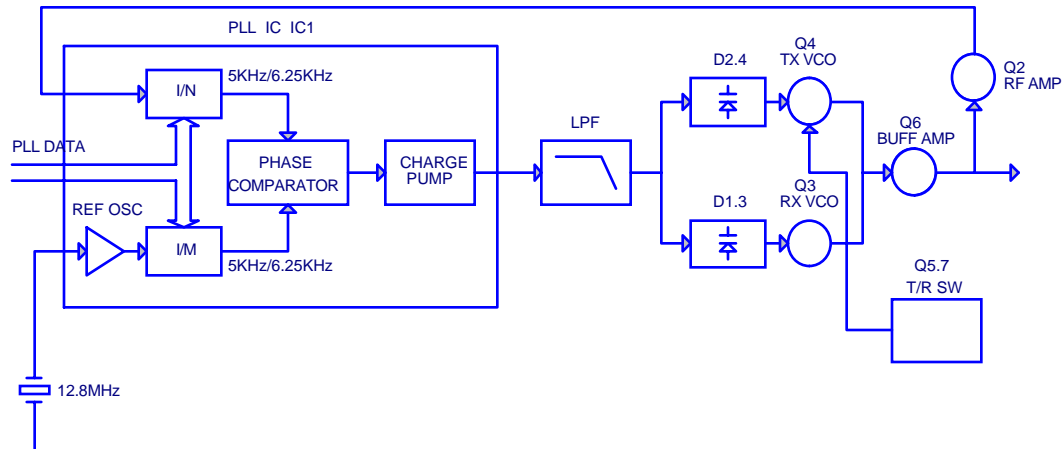 PLL IC IC1
Q4
TX VCO
D2.4
Q2
RF AMP
5KHz/6.25KHz
I/N
LPF
Q6
BUFF AMP
PLL DATA
PHASE
COMPARATOR
CHARGE
PUMP
Q3
RX VCO
REF OSC
D1.3
I/M
5KHz/6.25KHz
Q5.7
T/R SW
12.8MHz